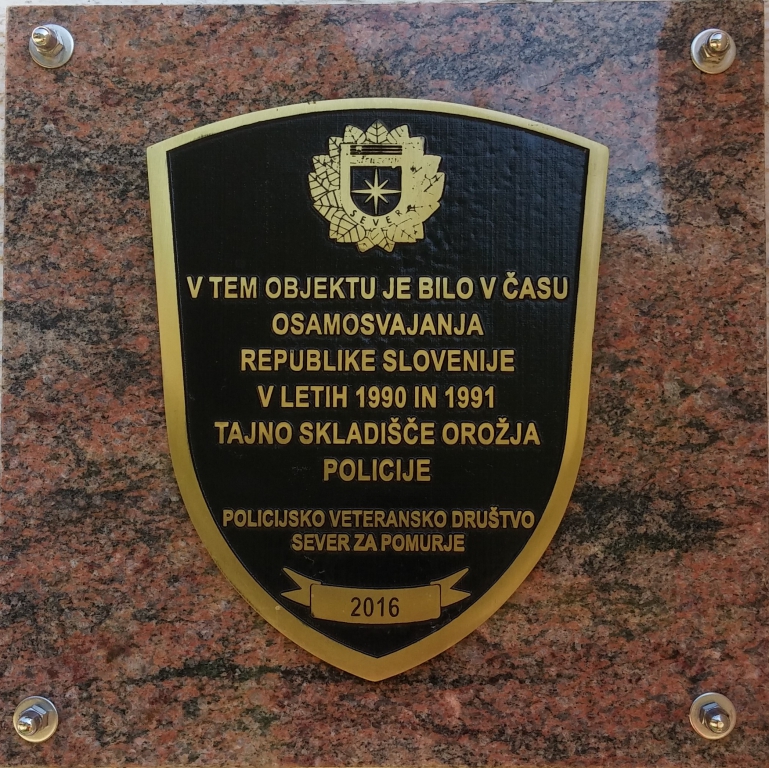 SEVER
V TEM OBJEKTU JE BILO V ČASU
OSAMOSVAJANJA
REPUBLIKE SLOVENIJE
V LETIH 1990 IN 1991
TAJNO SKLADIŠČE OROŽJA
POLICIJE
POLICIJSKO VETERANSKO DRUŠTVO
SEVER ZA POMURJE
2016